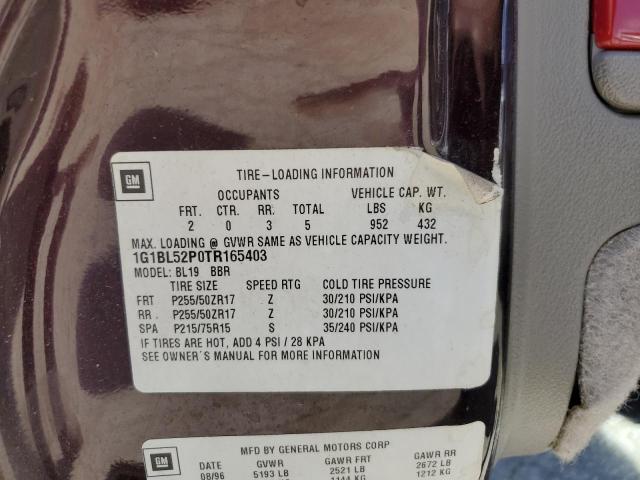 GM
TIRE-LOADING INFORMATION
OCCUPANTS VEHICLE CAP. WT.
FRT. CTR. RR. TOTAL LBS KG
2 0 3 5 952 432
MAX. LOADING @ GVWR SAME AS VEHICLE CAPACITY WEIGHT.
1G1BL52P0TR165403
MODEL: BL19 BBR
TIRE SIZE SPEED RTG COLD TIRE PRESSURE
FRT P255/50ZR17 Z 30/210 PSI/KPA
RR P255/50ZR17 Z 30/210 PSI/KPA
SPA P215/75R15 S 35/240 PSI/KPA
IF TIRES ARE HOT, ADD 4 PSI / 28 KPA
SEE OWNER'S MANUAL FOR MORE INFORMATION
GM
MFD BY GENERAL MOTORS CORP
DATE GVWR GAWR FRT GAWR RR
08/96 5193 LB 2521 LB 2672 LB
1144 KG 1212 KG